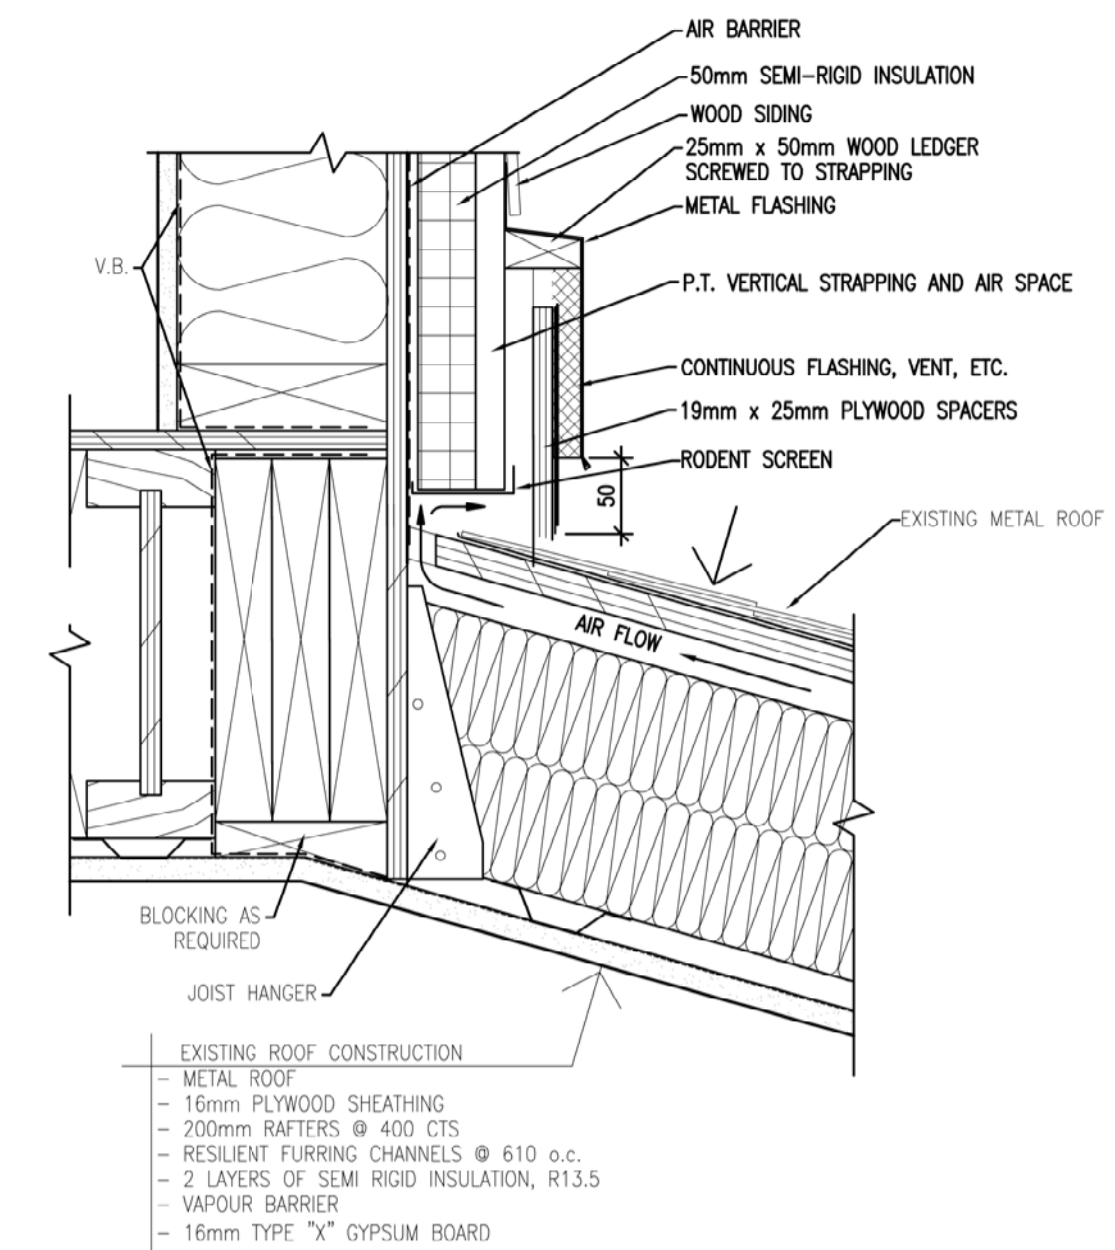 AIR BARRIER
50mm SEMI-RIGID INSULATION
WOOD SIDING
25mm x 50mm WOOD LEDGER
SCREWED TO STRAPPING
METAL FLASHING
V.B.
P.T. VERTICAL STRAPPING AND AIR SPACE
CONTINUOUS FLASHING, VENT, ETC.
19mm x 25mm PLYWOOD SPACERS
RODENT SCREEN
50
EXISTING METAL ROOF
AIR FLOW
BLOCKING AS
REQUIRED
JOIST HANGER
EXISTING ROOF CONSTRUCTION
- METAL ROOF
- 16mm PLYWOOD SHEATHING
- 200mm RAFTERS @ 400 CTS
- RESILIENT FURRING CHANNELS @ 610 o.c.
- 2 LAYERS OF SEMI RIGID INSULATION, R13.5
- VAPOUR BARRIER
- 16mm TYPE "X" GYPSUM BOARD